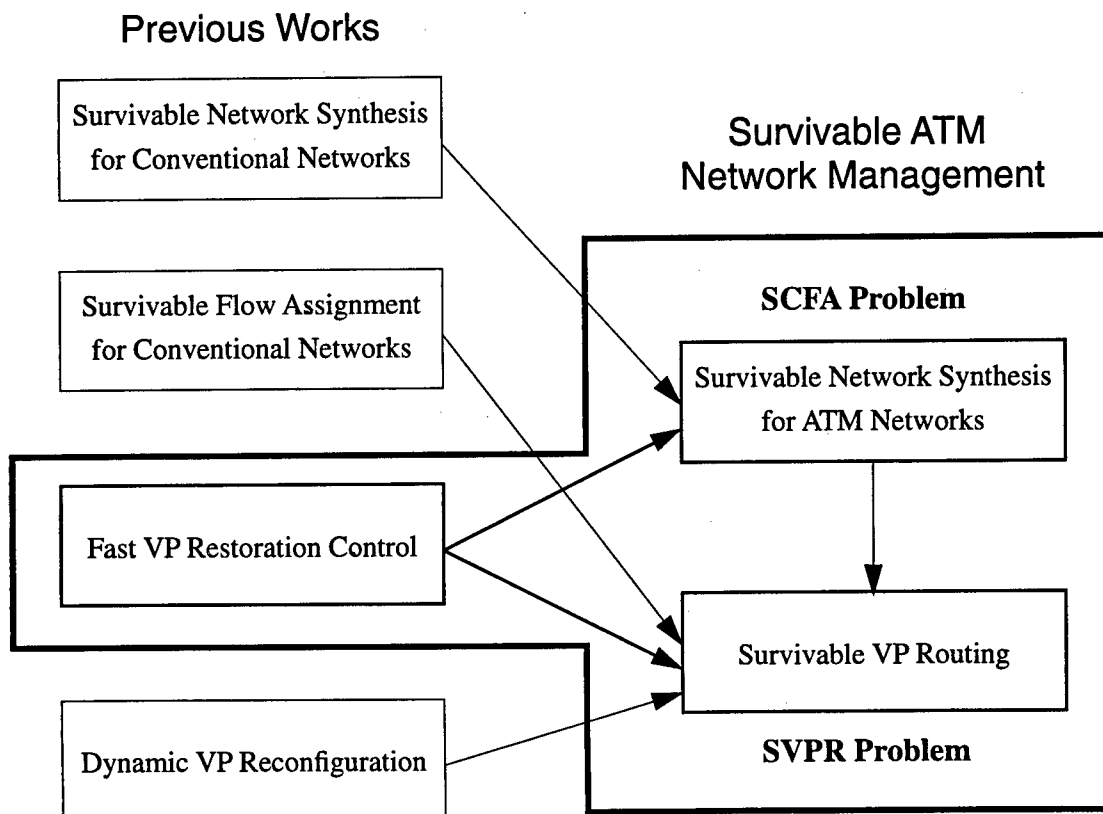 Previous Works
Survivable Network Synthesis
for Conventional Networks
Survivable Flow Assignment
for Conventional Networks
Fast VP Restoration Control
Dynamic VP Reconfiguration
Survivable ATM
Network Management
SCFA Problem
Survivable Network Synthesis
for ATM Networks
Survivable VP Routing
SVPR Problem